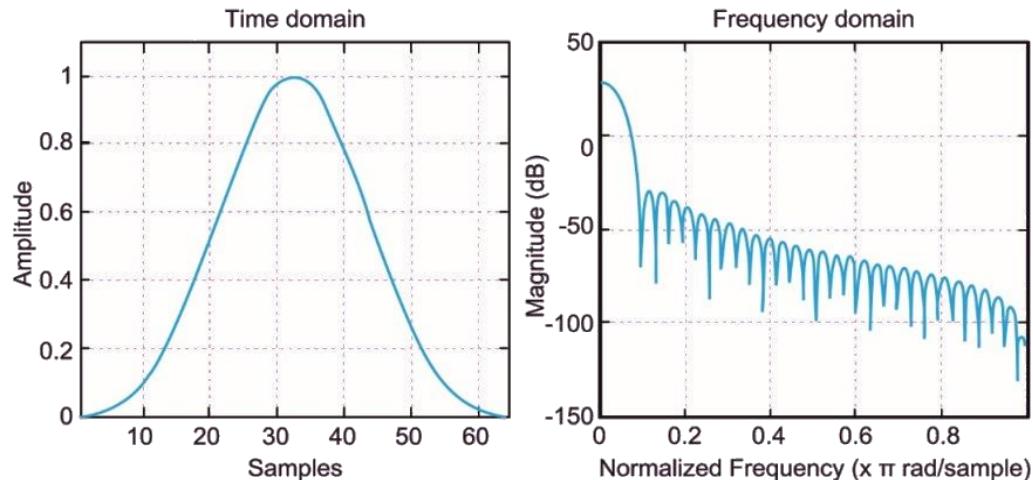 Time domain
Amplitude
1
0.8
0.6
0.4
0.2
0
10 20 30 40 50 60
Samples
Frequency domain
Magnitude (dB)
50
0
-50
-100
-150
0 0.2 0.4 0.6 0.8
Normalized Frequency (x π rad/sample)